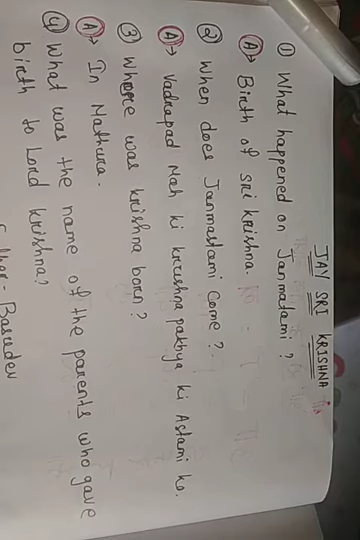 JAY SRI KRISHNA
① What happened on Janmatami?
Ⓐ→ Birth of sri krishna.
② When does Janmastami Come?
Ⓐ→ Vadrapad Mah ki krushna pakhya ki Astami ko.
③ Where was krishna born?
Ⓐ→ In Mathura.
④ What was the name of the parents who gave
birth to Lord krishna?
Father - Basudev